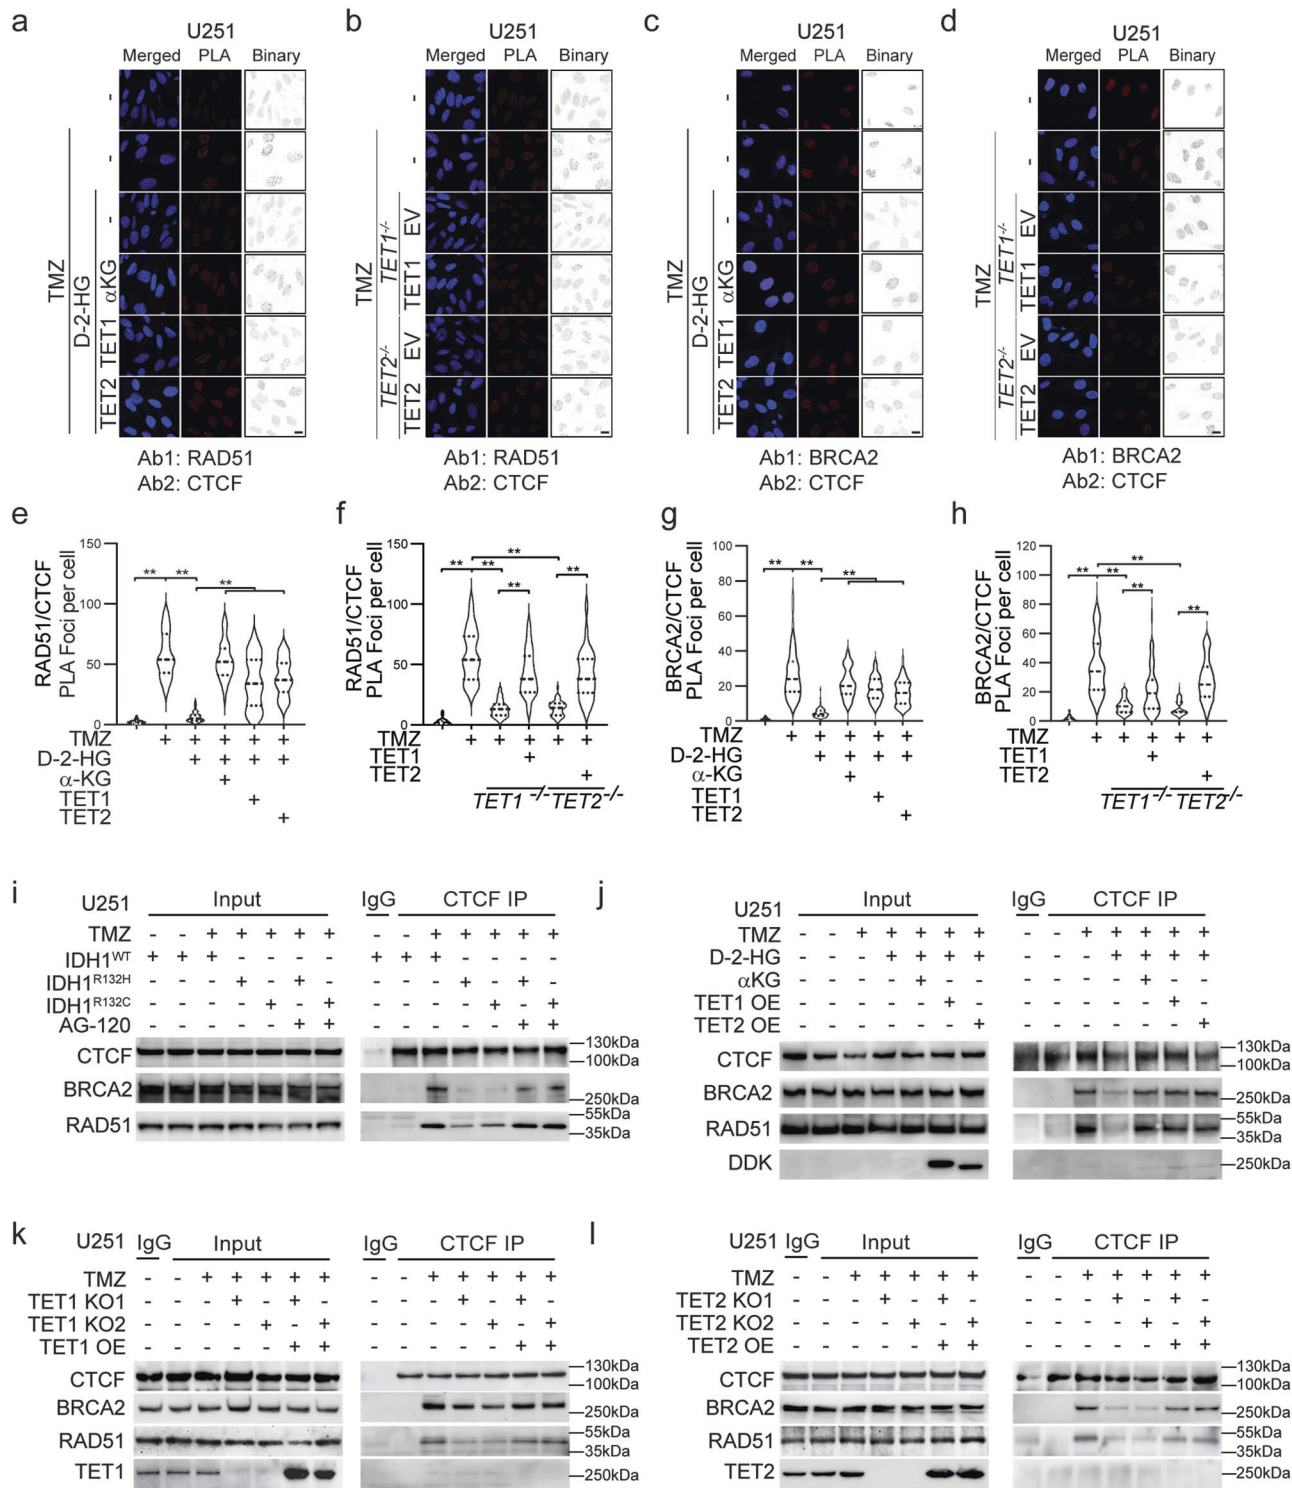 a
U251
Merged PLA Binary
-
-
-
αKG
TET1
TET2
D-2-HG
TMZ
Ab1: RAD51
Ab2: CTCF
b
U251
Merged PLA Binary
-
-
EV
TET1
EV
TET2
TET1-/-
TET2-/-
TMZ
Ab1: RAD51
Ab2: CTCF
c
U251
Merged PLA Binary
-
-
-
αKG
TET1
TET2
D-2-HG
TMZ
Ab1: BRCA2
Ab2: CTCF
d
U251
Merged PLA Binary
-
-
EV
TET1
EV
TET2
TET1-/-
TET2-/-
TMZ
Ab1: BRCA2
Ab2: CTCF
e
RAD51/CTCF
PLA Foci per cell
150
100
50
0
** ** **
TMZ + + + + +
D-2-HG + + + +
α-KG +
TET1 +
TET2 +
f
RAD51/CTCF
PLA Foci per cell
150
100
50
0
**
** ** **
**
TMZ + + + + +
TET1 +
TET2 +
TET1-/- TET2-/-
g
BRCA2/CTCF
PLA Foci per cell
100
80
60
40
20
0
** ** **
TMZ + + + + +
D-2-HG + + + +
α-KG +
TET1 +
TET2 +
h
BRCA2/CTCF
PLA Foci per cell
120
100
80
60
40
20
0
**
** **
**
**
TMZ + + + + +
TET1 +
TET2 +
TET1-/- TET2-/-
i
U251 Input IgG CTCF IP
TMZ - - + + + + + - - + + + + +
IDH1WT + + + - - - - + + + - - - -
IDH1R132H - - - + - + - - - - + - + -
IDH1R132C - - - - + - + - - - - + - +
AG-120 - - - - - + + - - - - - + +
CTCF 130kDa
100kDa
BRCA2 250kDa
RAD51 55kDa
35kDa
j
U251 Input IgG CTCF IP
TMZ - - + + + + + - - + + + + +
D-2-HG - - - + + + + - - - + + + +
αKG - - - - + - - - - - - + - -
TET1 OE - - - - - + - - - - - - + -
TET2 OE - - - - - - + - - - - - - +
CTCF 130kDa
100kDa
BRCA2 250kDa
RAD51 55kDa
35kDa
DDK 250kDa
k
U251 IgG Input IgG CTCF IP
TMZ - - + + + + + - - + + + + +
TET1 KO1 - - - + - + - - - - + - + -
TET1 KO2 - - - - + - + - - - - + - +
TET1 OE - - - - - + + - - - - - + +
CTCF 130kDa
100kDa
BRCA2 250kDa
RAD51 55kDa
35kDa
TET1 250kDa
l
U251 IgG Input IgG CTCF IP
TMZ - - + + + + + - - + + + + +
TET2 KO1 - - - + - + - - - - + - + -
TET2 KO2 - - - - + - + - - - - + - +
TET2 OE - - - - - + + - - - - - + +
CTCF 130kDa
100kDa
BRCA2 250kDa
RAD51 55kDa
35kDa
TET2 250kDa